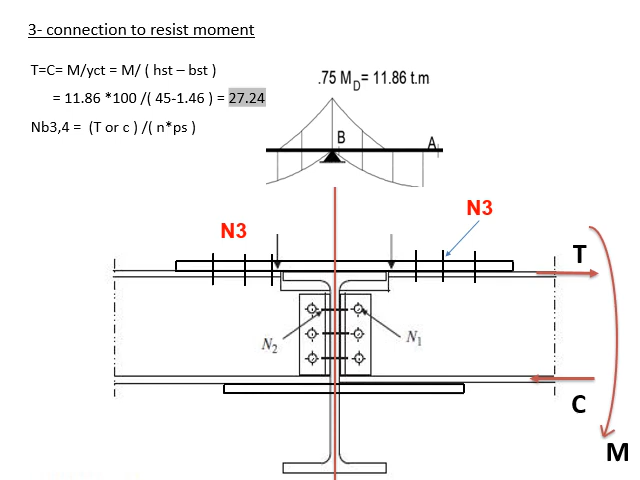 3- connection to resist moment
T=C= M/yct = M/ ( hst – bst )
= 11.86 *100 /( 45-1.46 ) = 27.24
Nb3,4 = (T or c ) /( n*ps )
.75 MD= 11.86 t.m
B
A
N3
N3
T
N2
N1
C
M